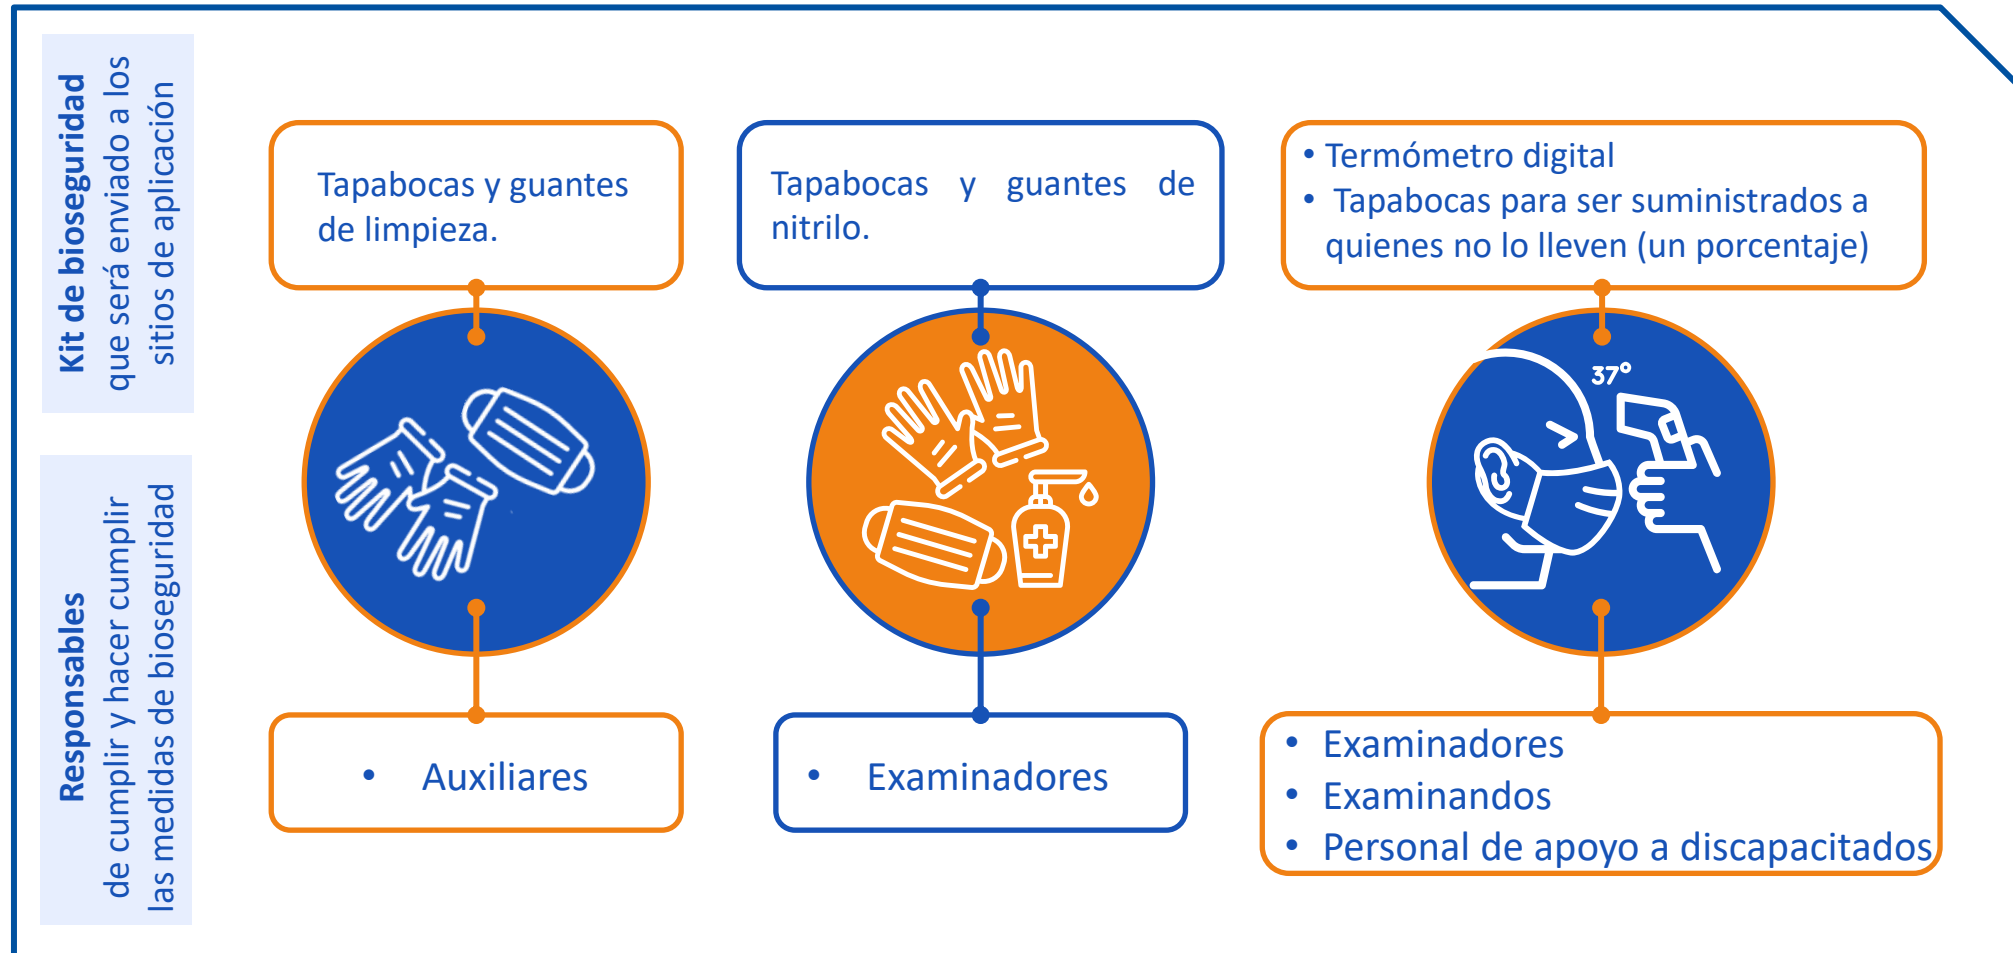 Kit de bioseguridad
que será enviado a los
sitios de aplicación
Tapabocas y guantes
de limpieza.
Tapabocas y guantes de
nitrilo.
• Termómetro digital
• Tapabocas para ser suministrados a
quienes no lo lleven (un porcentaje)
37°
Responsables
de cumplir y hacer cumplir
las medidas de bioseguridad
• Auxiliares
• Examinadores
• Examinadores
• Examinandos
• Personal de apoyo a discapacitados